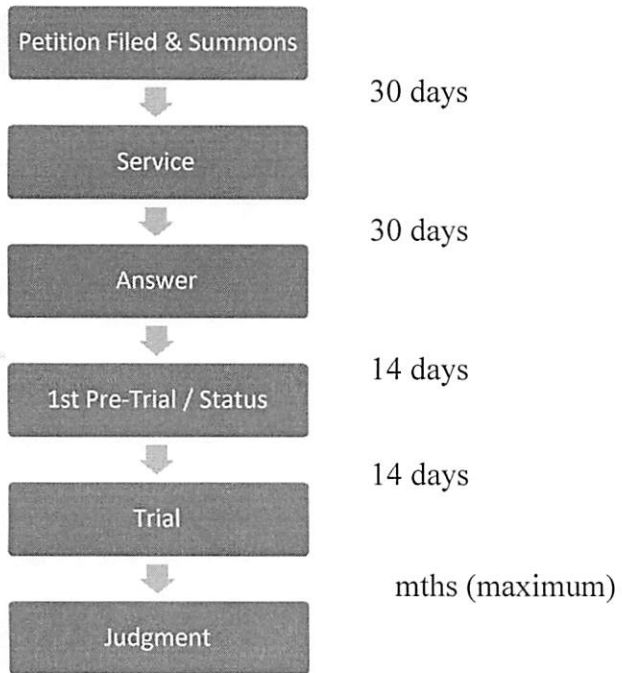 Petition Filed & Summons
30 days
Service
30 days
Answer
14 days
1st Pre-Trial / Status
14 days
Trial
mths (maximum)
Judgment